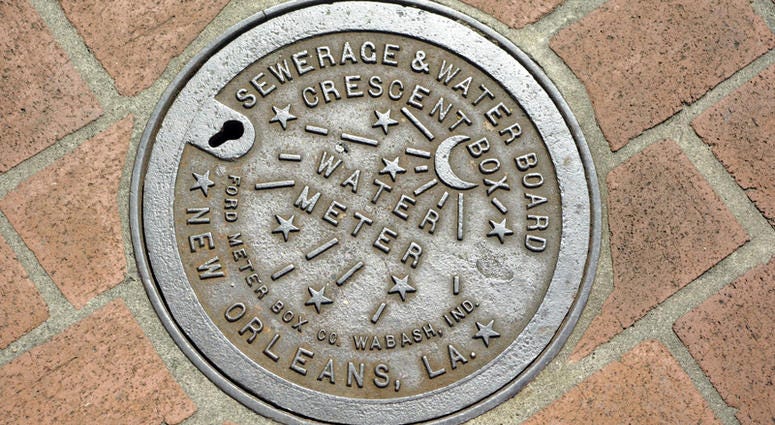 SEWERAGE & WATER BOARD
CRESCENT BOX
WATER
METER
FORD METER BOX CO. WABASH, IND.
NEW ORLEANS, LA.